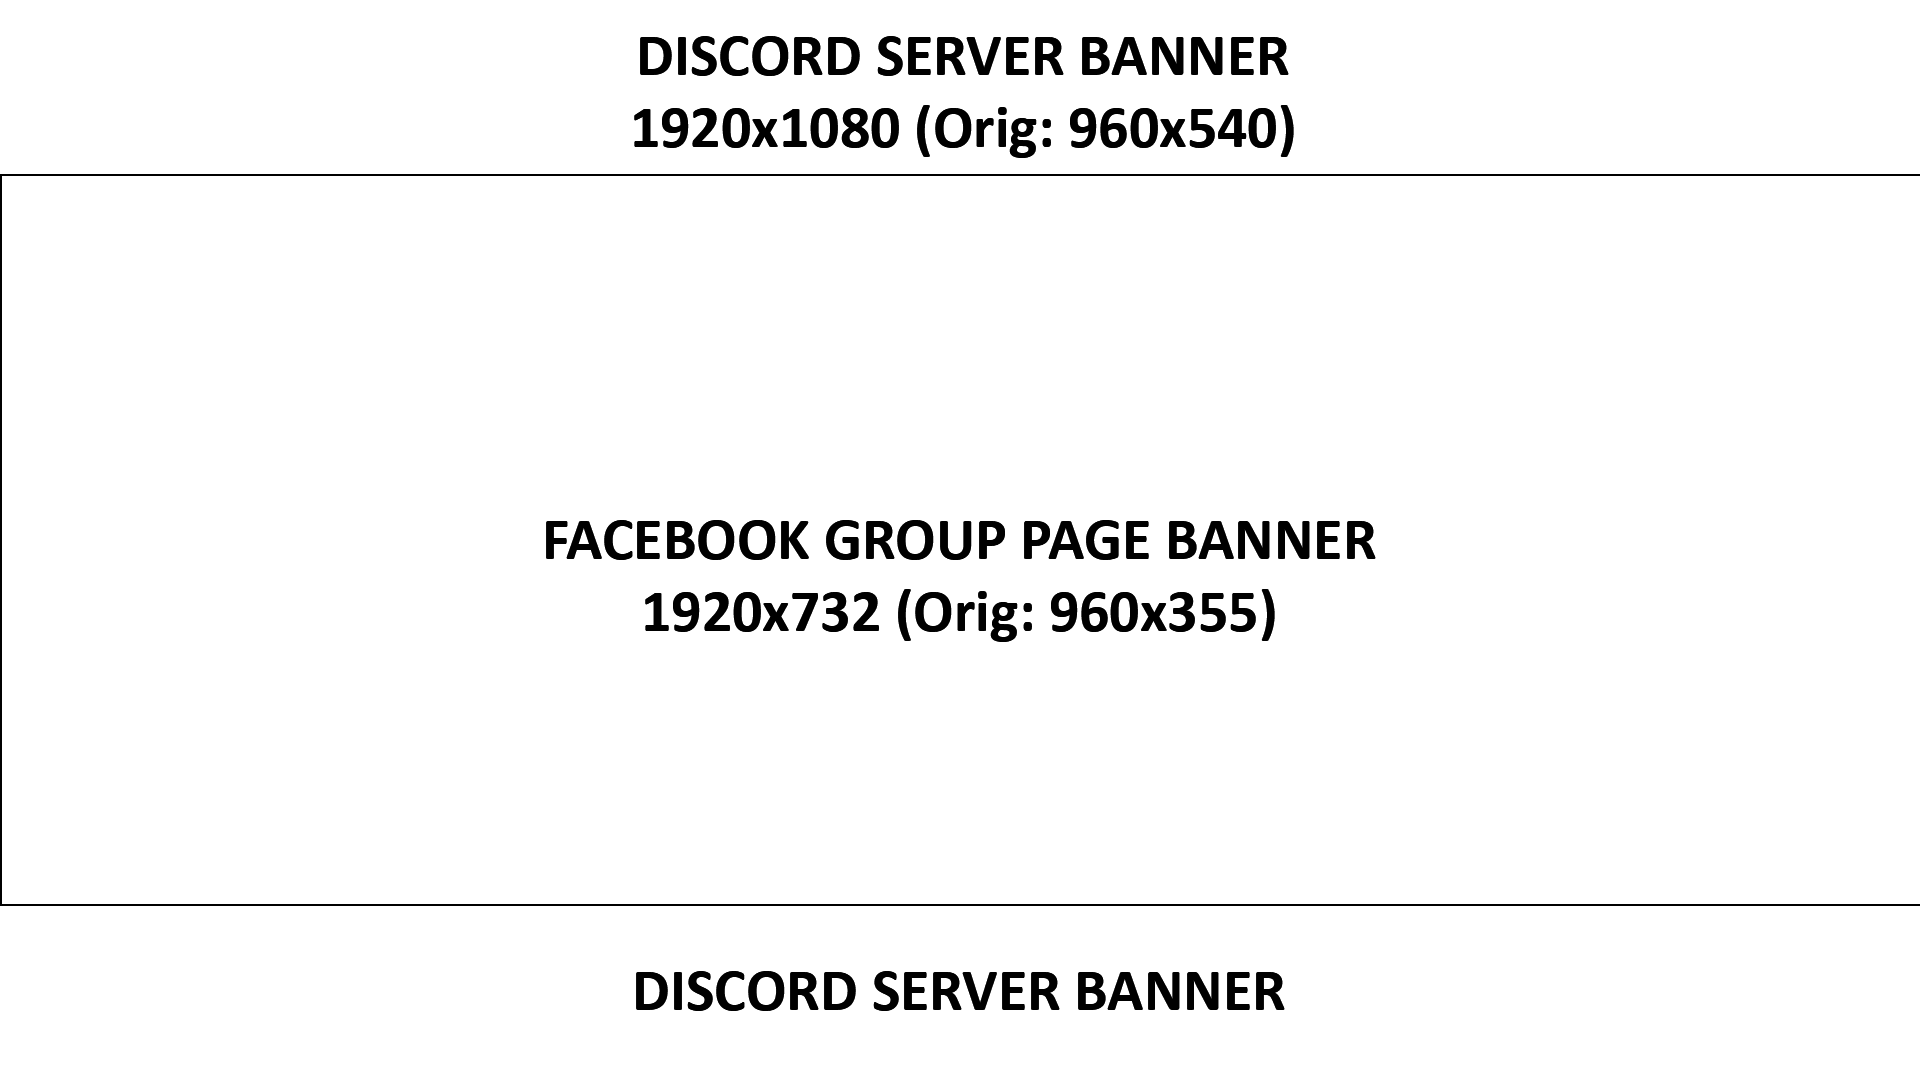 DISCORD SERVER BANNER
1920x1080 (Orig: 960x540)
FACEBOOK GROUP PAGE BANNER
1920x732 (Orig: 960x355)
DISCORD SERVER BANNER